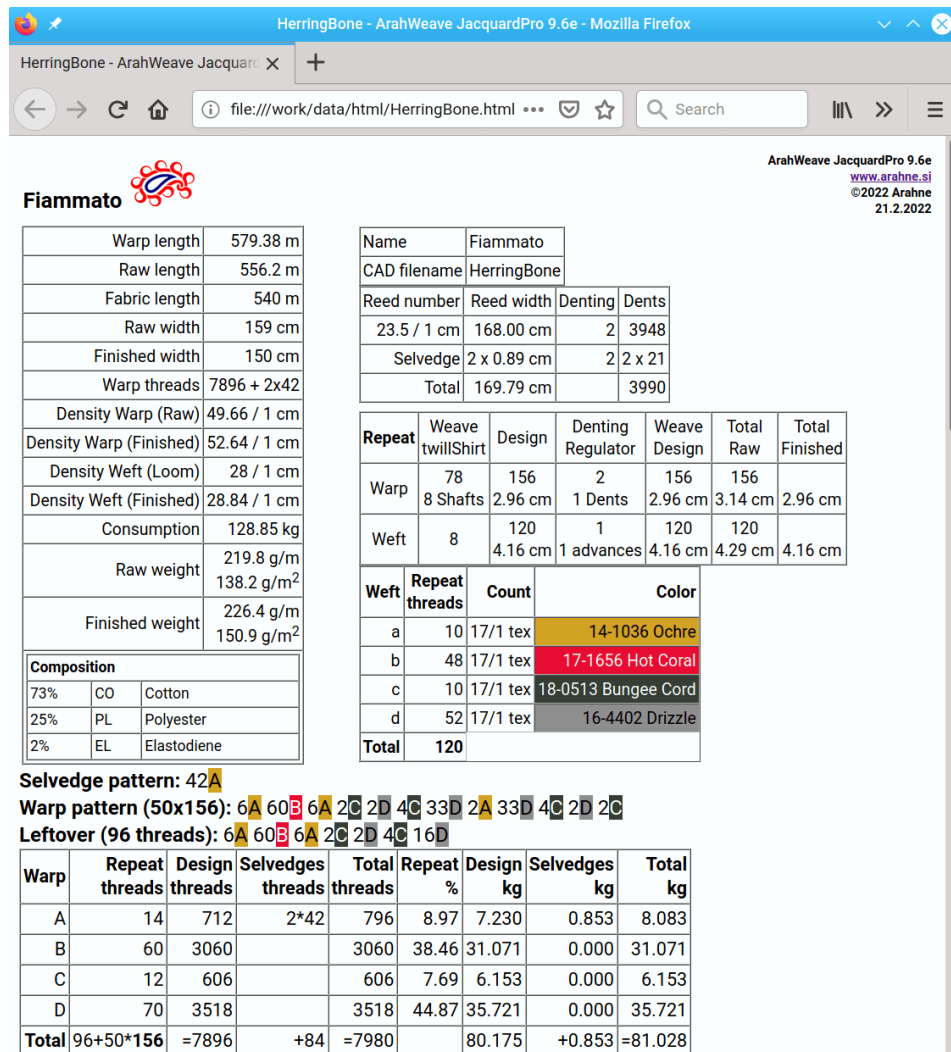 HerringBone - ArahWeave JacquardPro 9.6e - Mozilla Firefox
HerringBone - ArahWeave Jacquard
file:///work/data/html/HerringBone.html
Search
ArahWeave JacquardPro 9.6e
www.arahne.si
©2022 Arahne
21.2.2022
Fiammato
Warp length 579.38 m
Raw length 556.2 m
Fabric length 540 m
Raw width 159 cm
Finished width 150 cm
Warp threads 7896 + 2x42
Density Warp (Raw) 49.66 / 1 cm
Density Warp (Finished) 52.64 / 1 cm
Density Weft (Loom) 28 / 1 cm
Density Weft (Finished) 28.84 / 1 cm
Consumption 128.85 kg
Raw weight 219.8 g/m
138.2 g/m2
Finished weight 226.4 g/m
150.9 g/m2
Composition
73% CO Cotton
25% PL Polyester
2% EL Elastodiene
Name Fiammato
CAD filename HerringBone
Reed number Reed width Denting Dents
23.5 / 1 cm 168.00 cm 2 3948
Selvedge 2 x 0.89 cm 2 2 x 21
Total 169.79 cm 3990
Repeat Weave twillShirt Design Denting Regulator Weave Design Total Raw Total Finished
Warp 78 156 2 156 156
8 Shafts 2.96 cm 1 Dents 2.96 cm 3.14 cm 2.96 cm
Weft 8 120 1 120 120
4.16 cm 1 advances 4.16 cm 4.29 cm 4.16 cm
Weft Repeat threads Count Color
a 10 17/1 tex 14-1036 Ochre
b 48 17/1 tex 17-1656 Hot Coral
c 10 17/1 tex 18-0513 Bungee Cord
d 52 17/1 tex 16-4402 Drizzle
Total 120
Selvedge pattern: 42A
Warp pattern (50x156): 6A 60B 6A 2C 2D 4C 33D 2A 33D 4C 2D 2C
Leftover (96 threads): 6A 60B 6A 2C 2D 4C 16D
Warp Repeat threads Design threads Selvedges threads Total threads Repeat % Design kg Selvedges kg Total kg
A 14 712 2*42 796 8.97 7.230 0.853 8.083
B 60 3060 3060 38.46 31.071 0.000 31.071
C 12 606 606 7.69 6.153 0.000 6.153
D 70 3518 3518 44.87 35.721 0.000 35.721
Total 96+50*156 =7896 +84 =7980 80.175 +0.853 =81.028